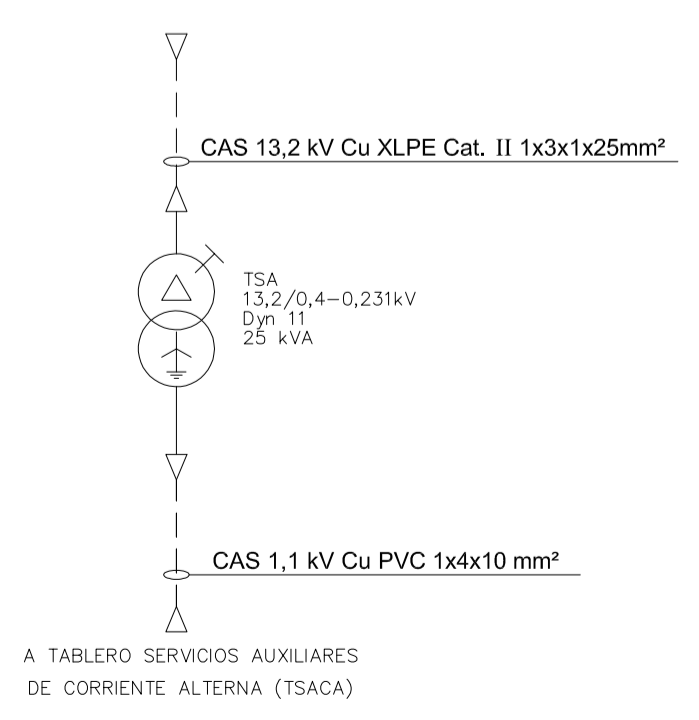 CAS 13,2 kV Cu XLPE Cat. II 1x3x1x25mm²
TSA
13,2/0,4-0,231kV
Dyn 11
25 kVA
CAS 1,1 kV Cu PVC 1x4x10 mm²
A TABLERO SERVICIOS AUXILIARES
DE CORRIENTE ALTERNA (TSACA)